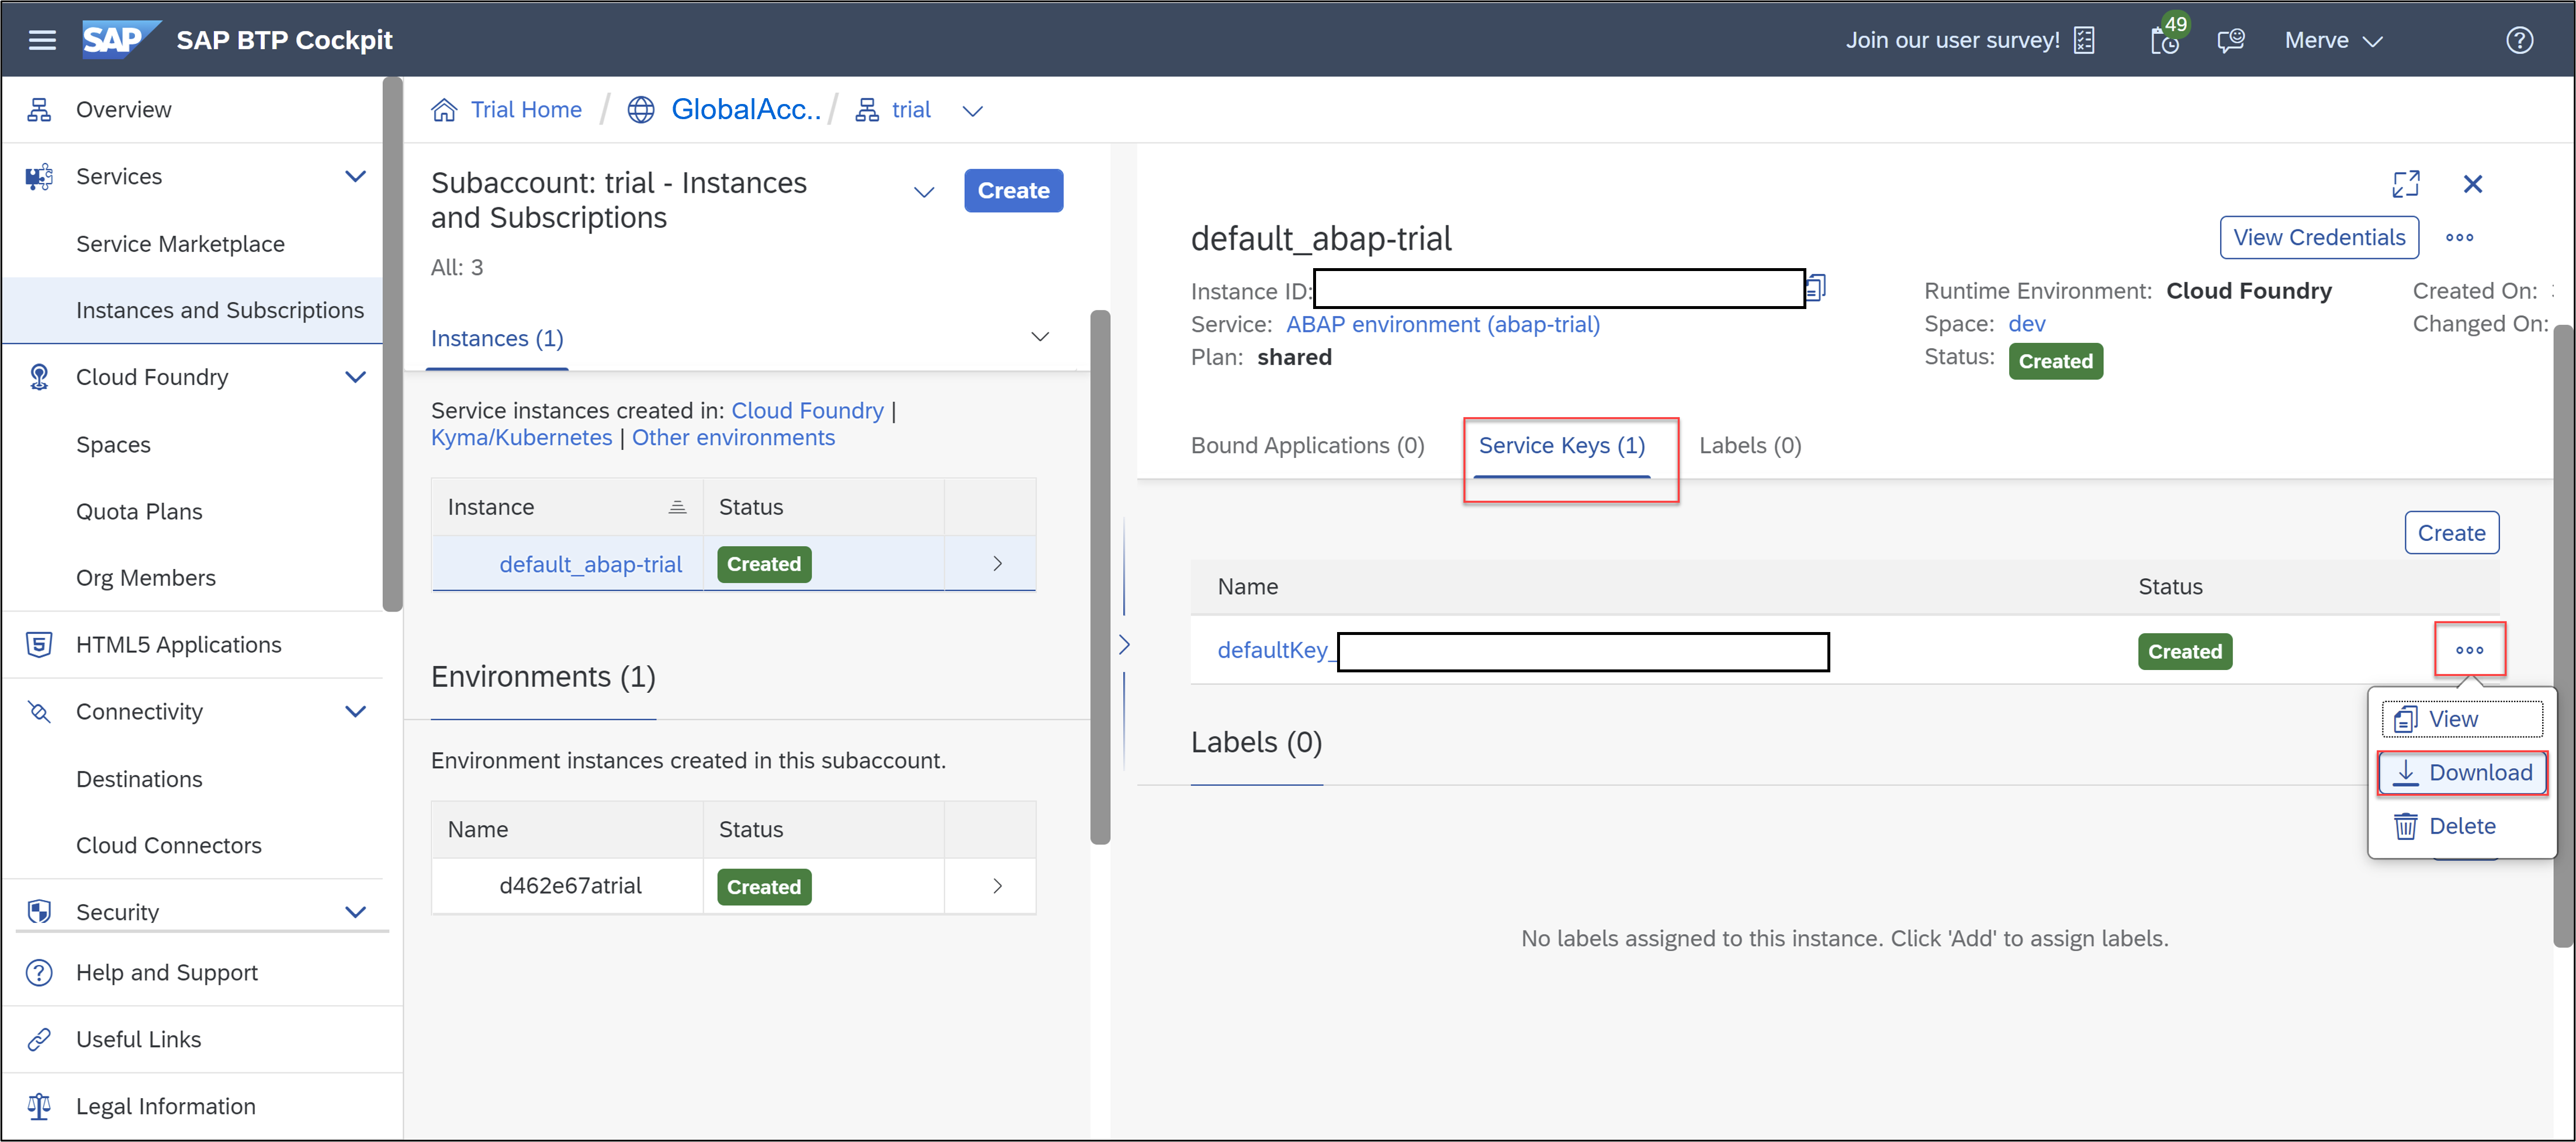 SAP SAP BTP Cockpit
Join our user survey!
49
Merve
Overview
Services
Service Marketplace
Instances and Subscriptions
Cloud Foundry
Spaces
Quota Plans
Org Members
HTML5 Applications
Connectivity
Destinations
Cloud Connectors
Security
Help and Support
Useful Links
Legal Information
Trial Home / GlobalAcc.. / trial
Subaccount: trial - Instances
and Subscriptions
Create
All: 3
Instances (1)
Service instances created in: Cloud Foundry |
Kyma/Kubernetes | Other environments
Instance Status
default_abap-trial Created
Environments (1)
Environment instances created in this subaccount.
Name Status
d462e67atrial Created
default_abap-trial
View Credentials
Instance ID:
Service: ABAP environment (abap-trial)
Plan: shared
Runtime Environment: Cloud Foundry
Space: dev
Status: Created
Created On:
Changed On:
Bound Applications (0) Service Keys (1) Labels (0)
Create
Name Status
defaultKey_ Created
View
Download
Delete
Labels (0)
No labels assigned to this instance. Click 'Add' to assign labels.